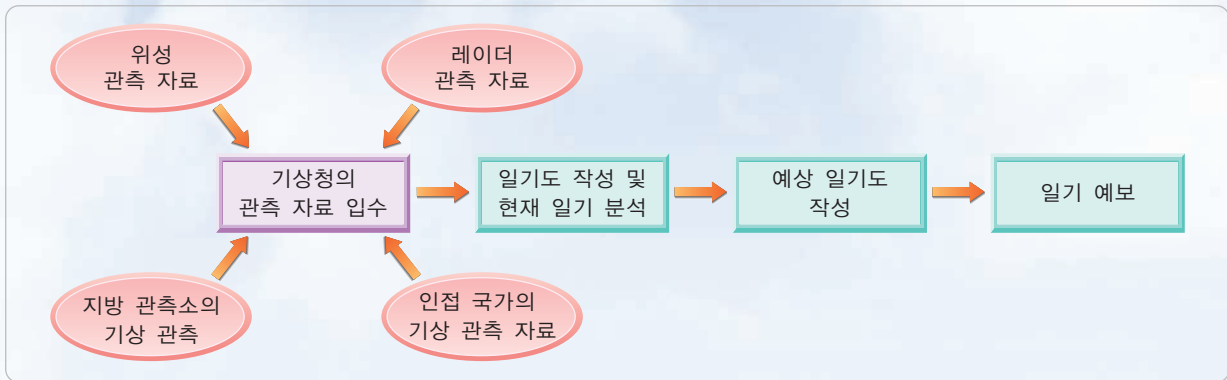 위성
관측 자료
레이더
관측 자료
기상청의
관측 자료 입수
일기도 작성 및
현재 일기 분석
예상 일기도
작성
일기 예보
지방 관측소의
기상 관측
인접 국가의
기상 관측 자료